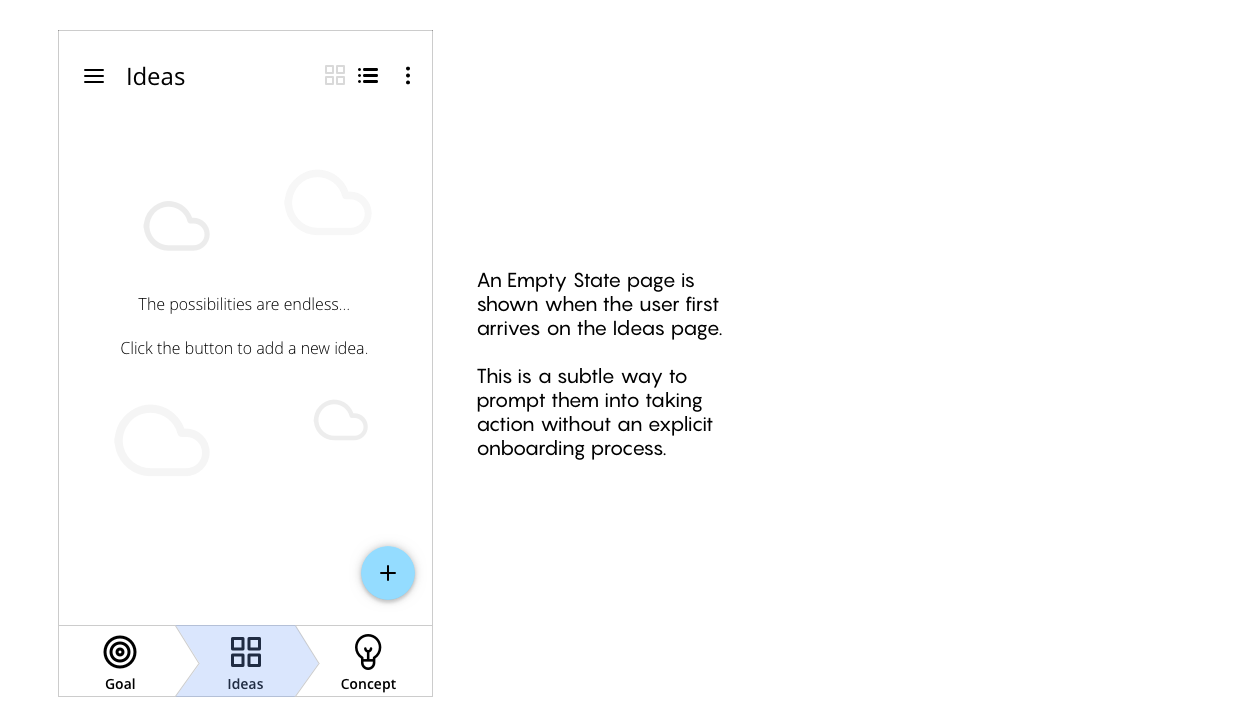 Ideas
The possibilities are endless...
Click the button to add a new idea.
An Empty State page is
shown when the user first
arrives on the Ideas page.
This is a subtle way to
prompt them into taking
action without an explicit
onboarding process.
Goal
Ideas
Concept